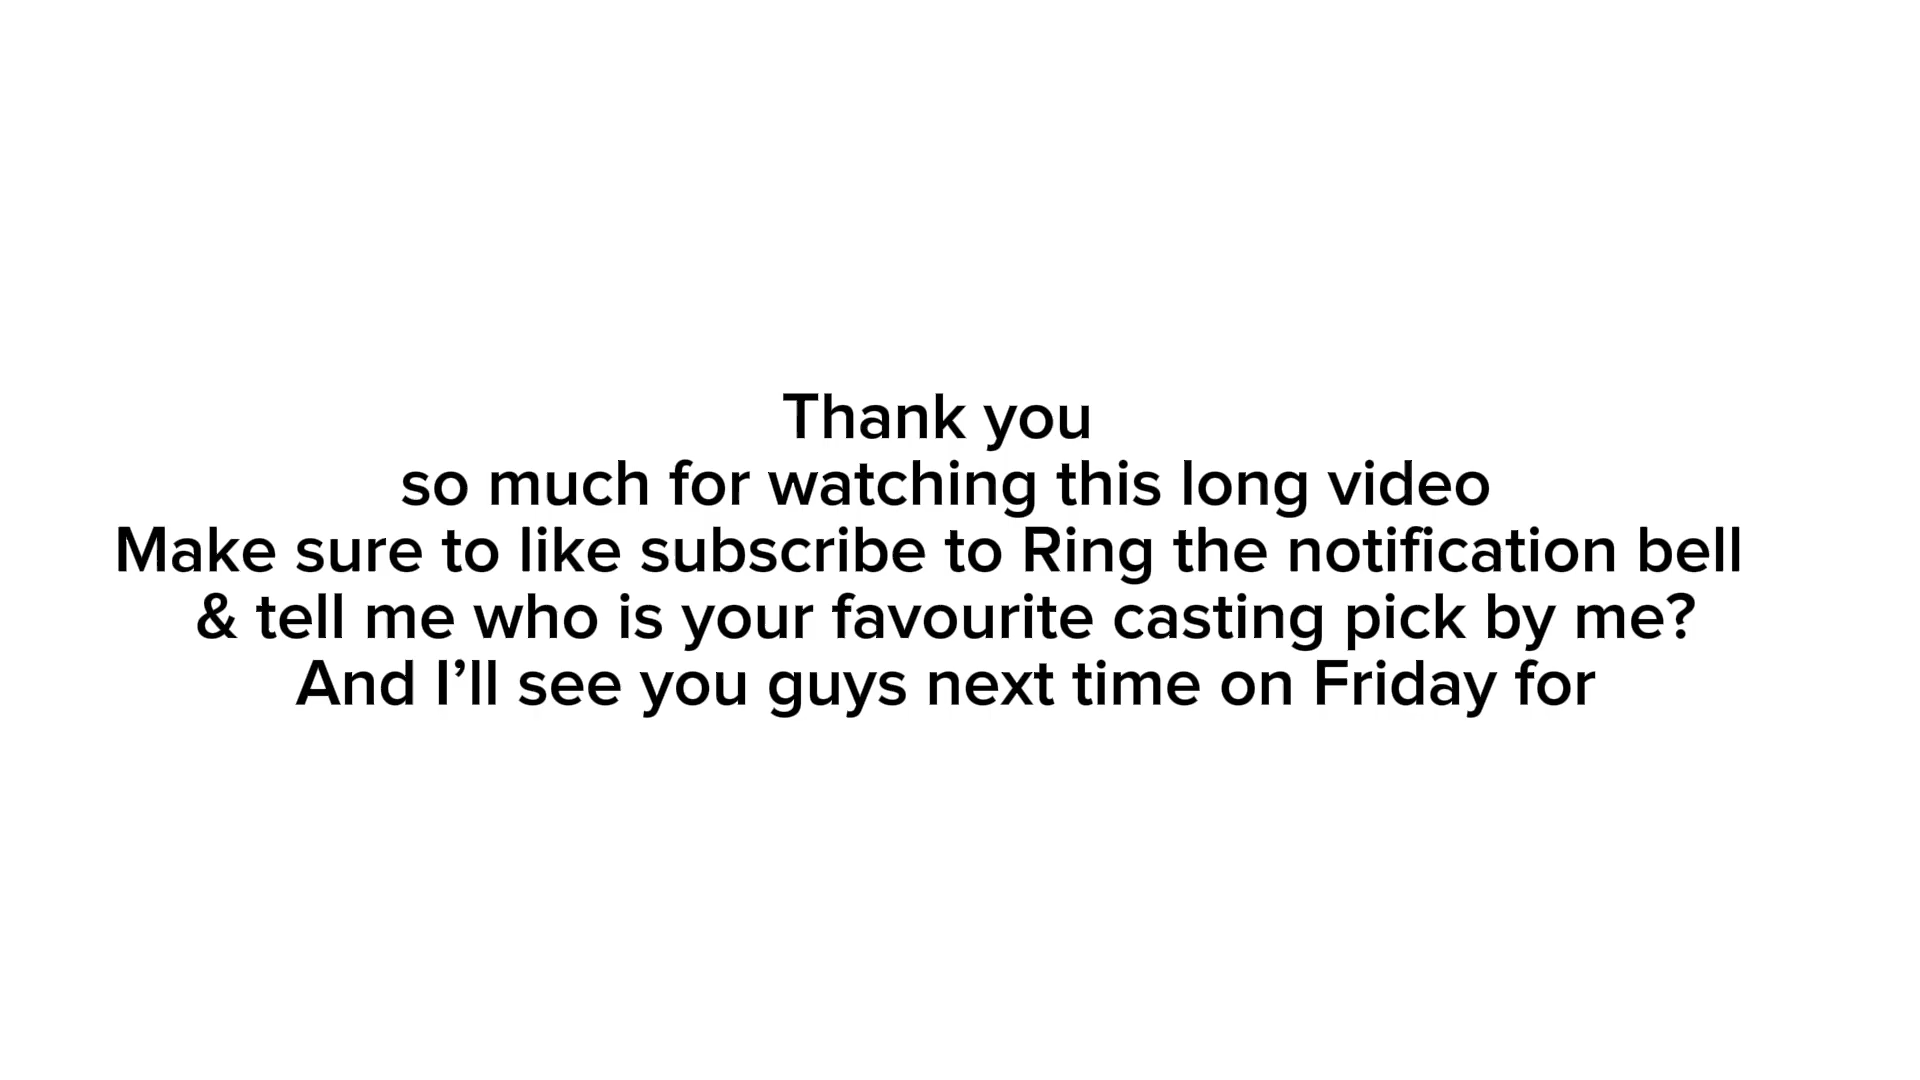 Thank you
so much for watching this long video
Make sure to like subscribe to Ring the notification bell
& tell me who is your favourite casting pick by me?
And I’ll see you guys next time on Friday for